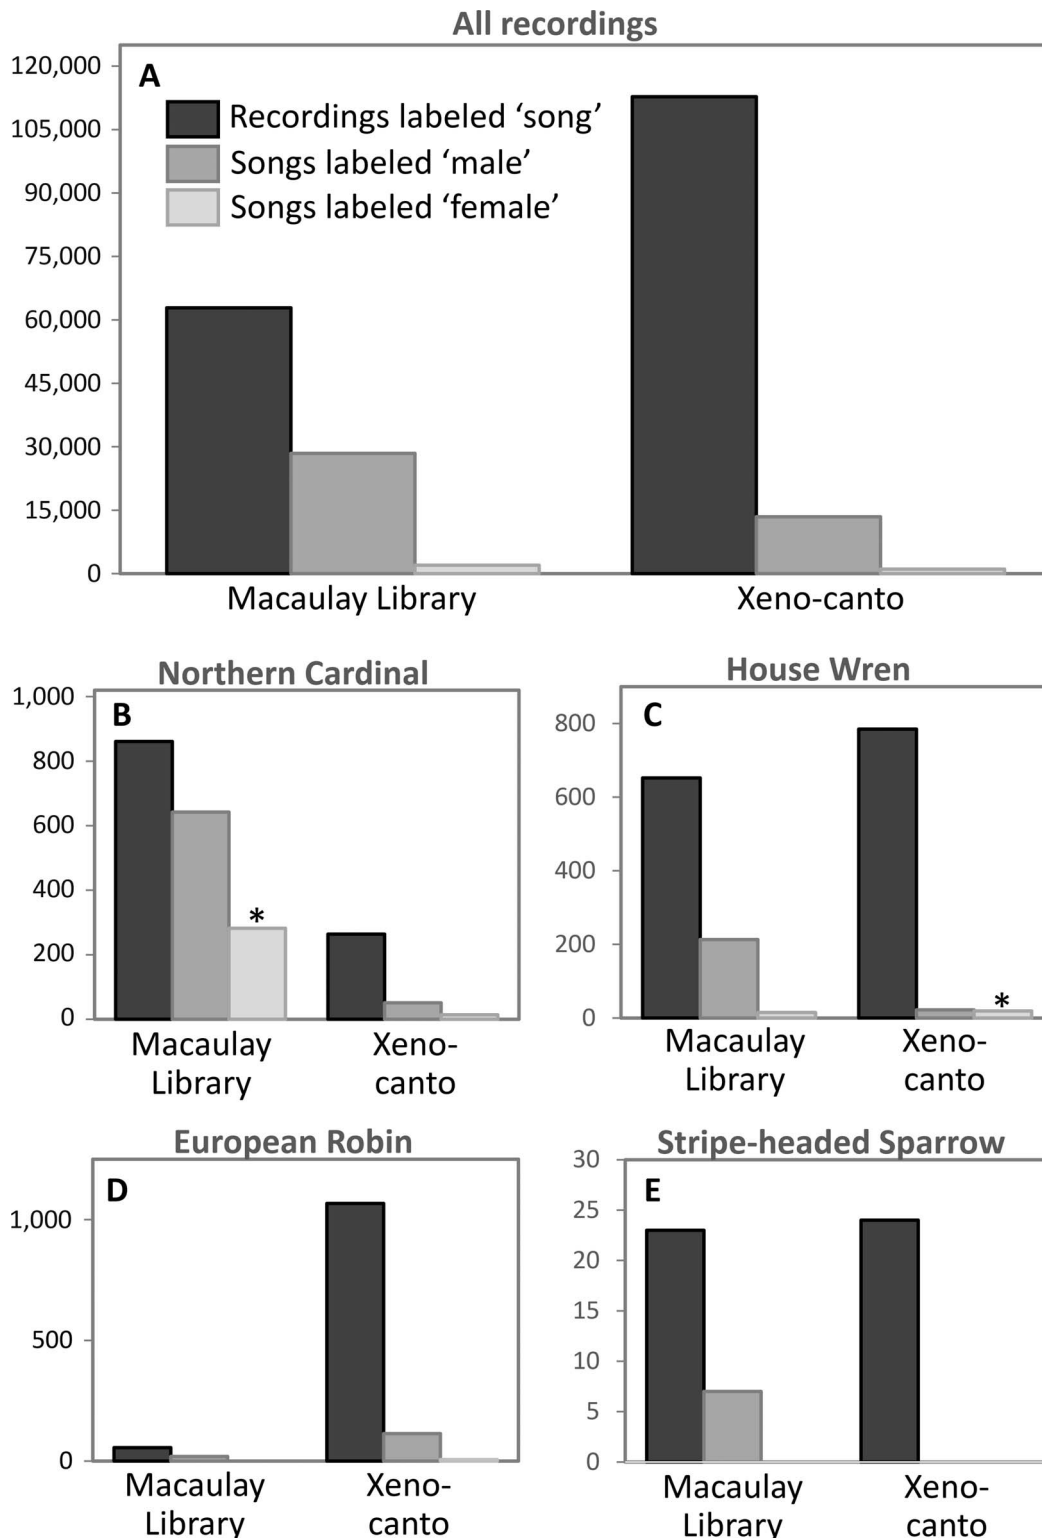 All recordings
A
120,000
105,000
90,000
75,000
60,000
45,000
30,000
15,000
0
Recordings labeled ‘song’
Songs labeled ‘male’
Songs labeled ‘female’
Macaulay Library
Xeno-canto
Northern Cardinal
B
1,000
800
600
400
200
0
*
Macaulay
Library
Xeno-
canto
House Wren
C
800
600
400
200
0
*
Macaulay
Library
Xeno-
canto
European Robin
D
1,000
500
0
Macaulay
Library
Xeno-
canto
Stripe-headed Sparrow
E
30
25
20
15
10
5
0
Macaulay
Library
Xeno-
canto